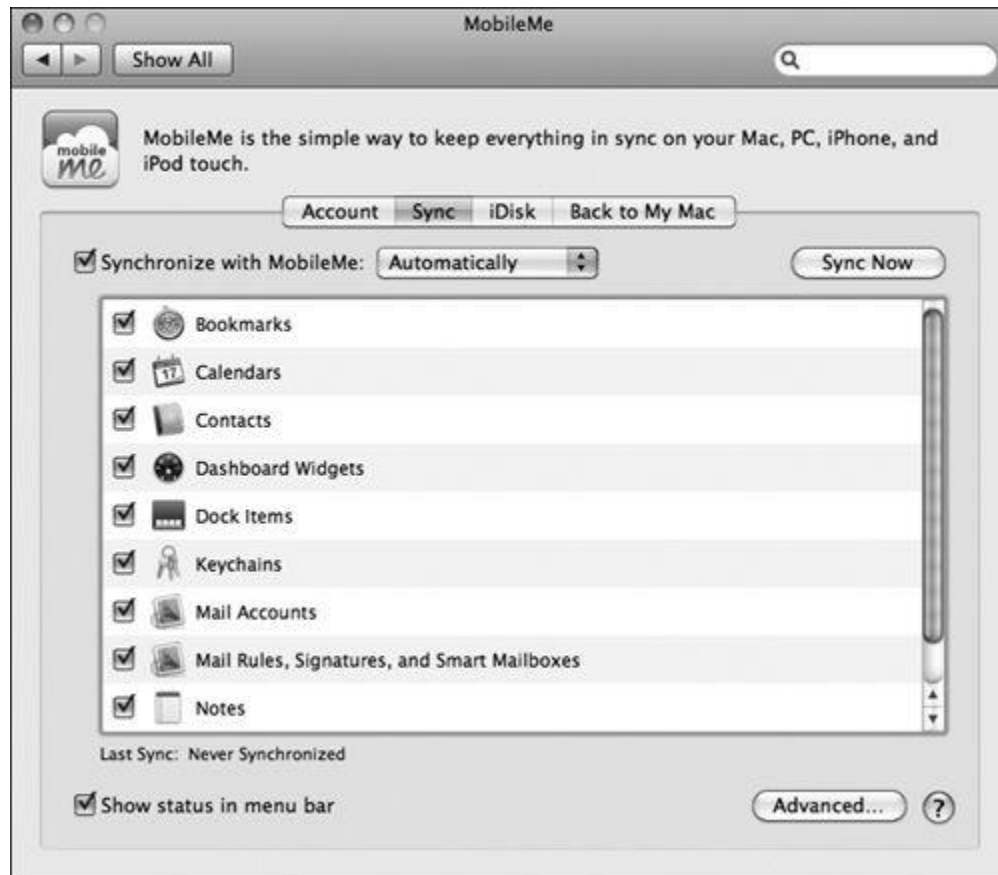 MobileMe
Show All
mobile
me
MobileMe is the simple way to keep everything in sync on your Mac, PC, iPhone, and
iPod touch.
Account Sync iDisk Back to My Mac
Synchronize with MobileMe: Automatically Sync Now
Bookmarks
17 Calendars
Contacts
Dashboard Widgets
Dock Items
Keychains
Mail Accounts
Mail Rules, Signatures, and Smart Mailboxes
Notes
Last Sync: Never Synchronized
Show status in menu bar Advanced... ?